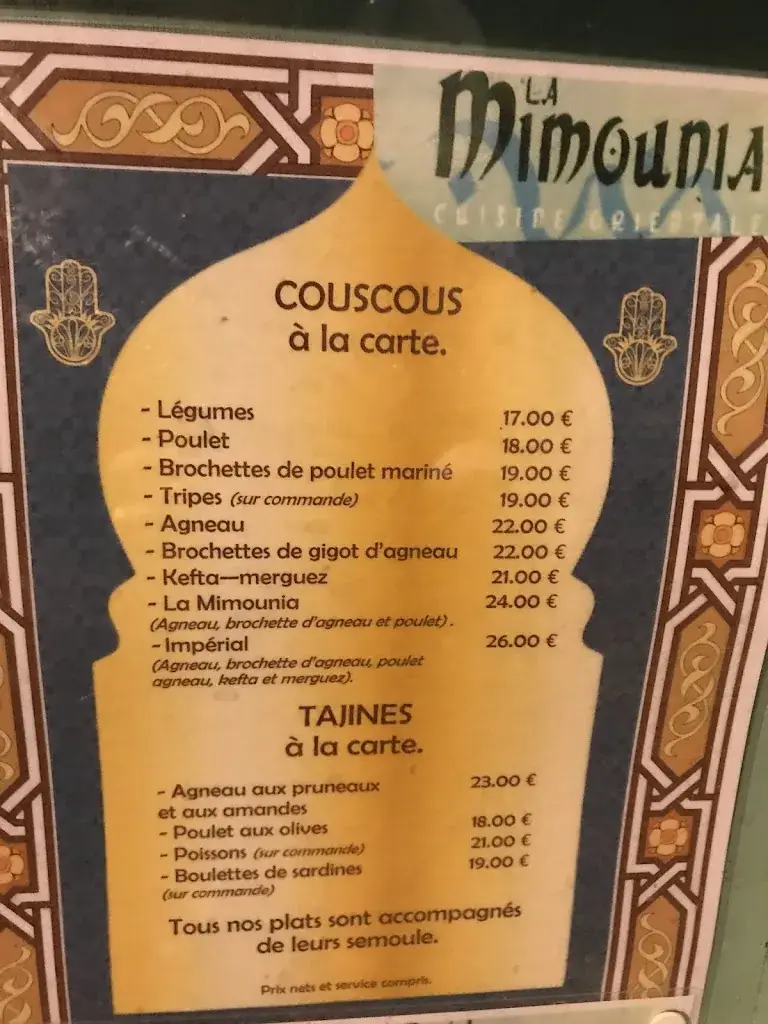 LA
MIMOUNIA
CUISINE ORIENTALE
COUSCOUS
à la carte.
- Légumes 17.00 €
- Poulet 18.00 €
- Brochettes de poulet mariné 19.00 €
- Tripes (sur commande) 19.00 €
- Agneau 22.00 €
- Brochettes de gigot d'agneau 22.00 €
- Kefta—merguez 21.00 €
- La Mimounia 24.00 €
(Agneau, brochette d'agneau et poulet).
- Impérial 26.00 €
(Agneau, brochette d'agneau, poulet
agneau, kefta et merguez).
TAJINES
à la carte.
- Agneau aux pruneaux 23.00 €
et aux amandes
- Poulet aux olives 18.00 €
- Poissons (sur commande) 21.00 €
- Boulettes de sardines 19.00 €
(sur commande)
Tous nos plats sont accompagnés
de leurs semoule.
Prix nets et service compris.